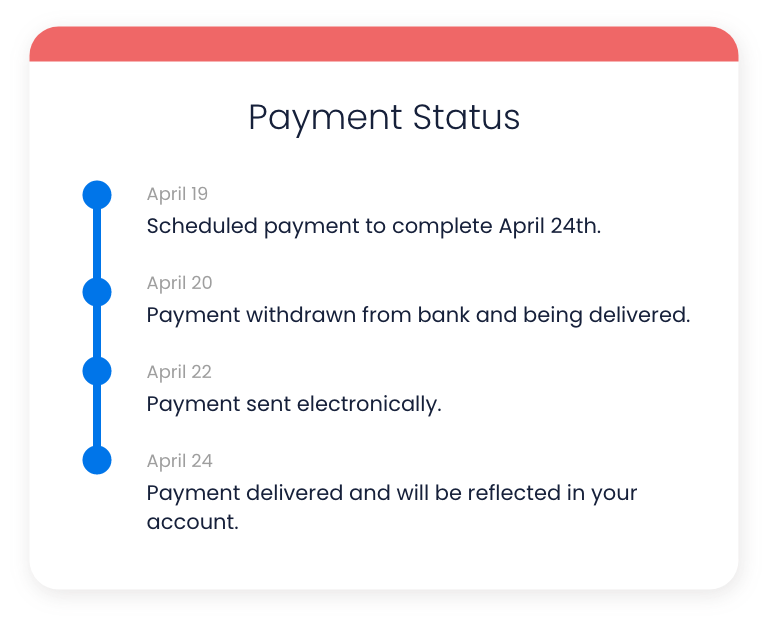 Payment Status
April 19
Scheduled payment to complete April 24th.
April 20
Payment withdrawn from bank and being delivered.
April 22
Payment sent electronically.
April 24
Payment delivered and will be reflected in your
account.